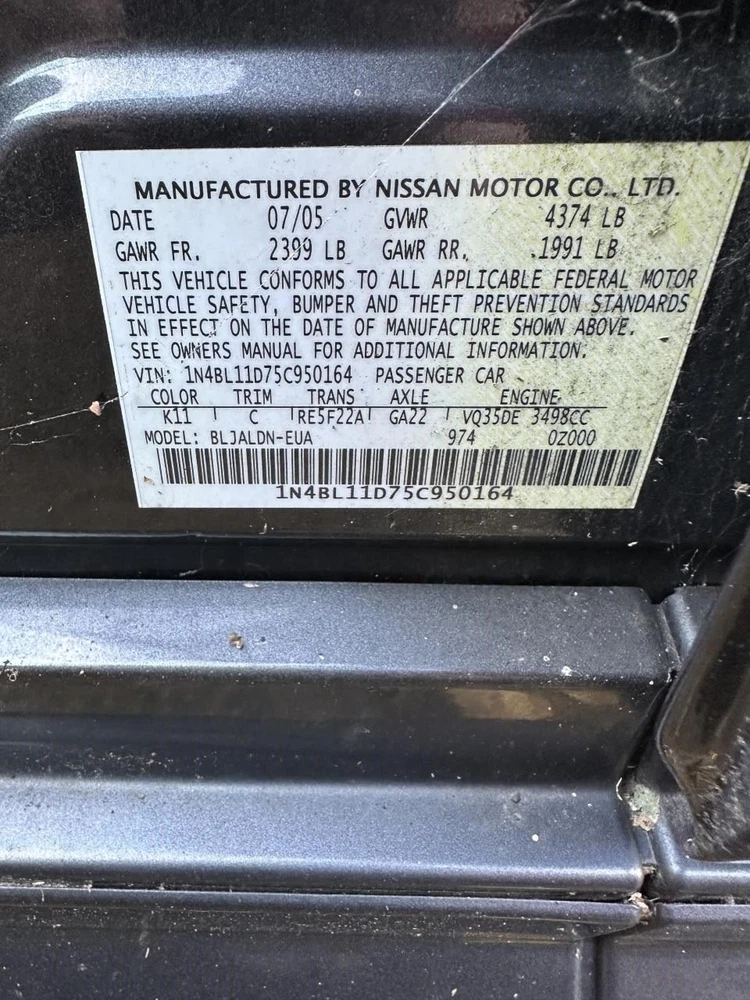 MANUFACTURED BY NISSAN MOTOR CO., LTD.
DATE 07/05 GVWR 4374 LB
GAWR FR. 2399 LB GAWR RR. 1991 LB
THIS VEHICLE CONFORMS TO ALL APPLICABLE FEDERAL MOTOR
VEHICLE SAFETY, BUMPER AND THEFT PREVENTION STANDARDS
IN EFFECT ON THE DATE OF MANUFACTURE SHOWN ABOVE.
SEE OWNERS MANUAL FOR ADDITIONAL INFORMATION.
VIN: 1N4BL11D75C950164 PASSENGER CAR
COLOR TRIM TRANS AXLE ENGINE
K11 C RE5F22A GA22 VQ35DE 3498CC
MODEL: BLJALDN-EUA 974 0Z000
1N4BL11D75C950164